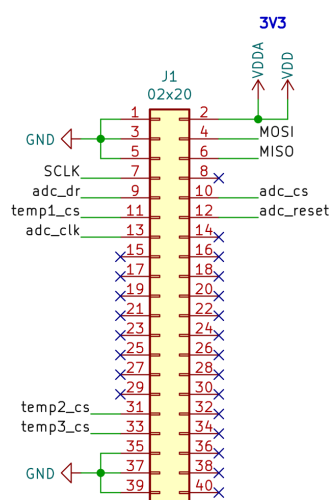 3V3
VDDA
VDD
J1
02x20
1 2
GND 3 4 MOSI
5 6 MISO
SCLK 7 8
adc_dr 9 10 adc_cs
temp1_cs 11 12 adc_reset
adc_clk 13 14
15 16
17 18
19 20
21 22
23 24
25 26
27 28
29 30
temp2_cs 31 32
temp3_cs 33 34
35 36
GND 37 38
39 40